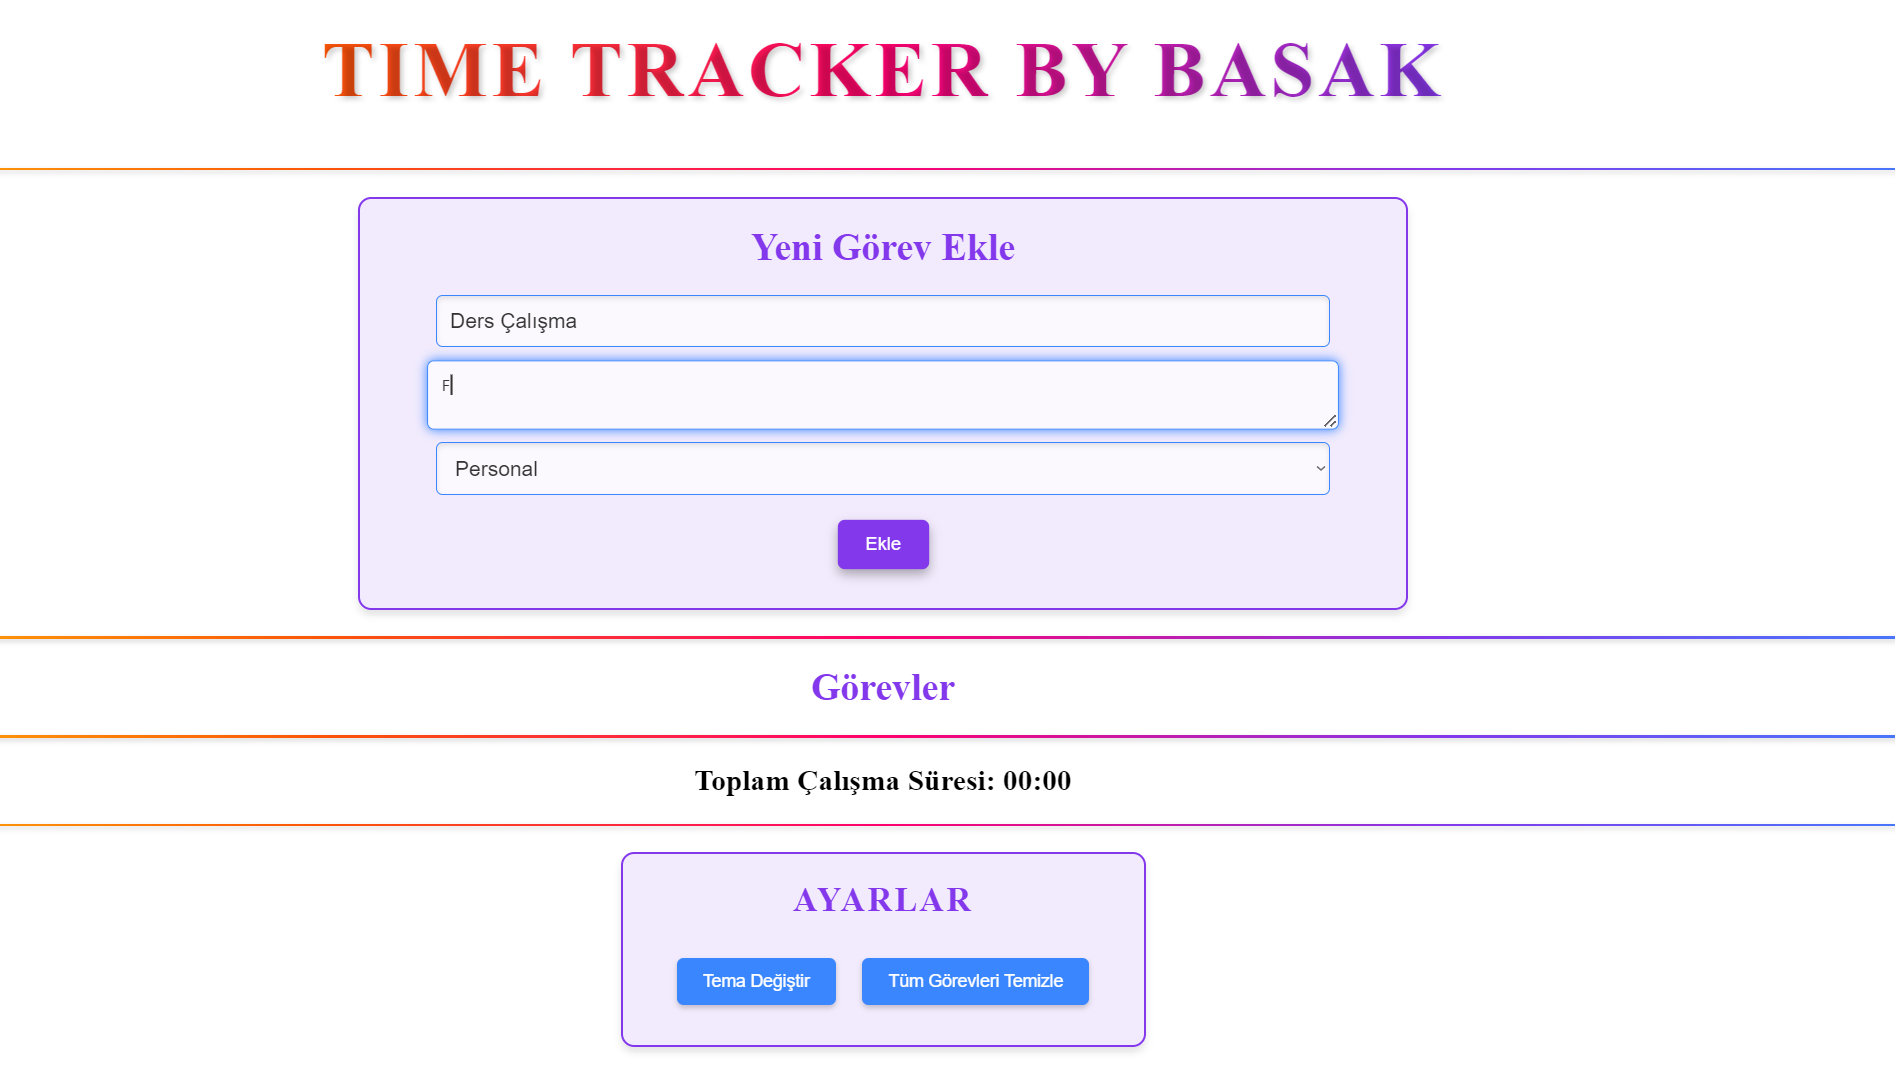 TIME TRACKER BY BASAK
Yeni Görev Ekle
Ders Çalışma
F
Personal
Ekle
Görevler
Toplam Çalışma Süresi: 00:00
AYARLAR
Tema Değiştir
Tüm Görevleri Temizle